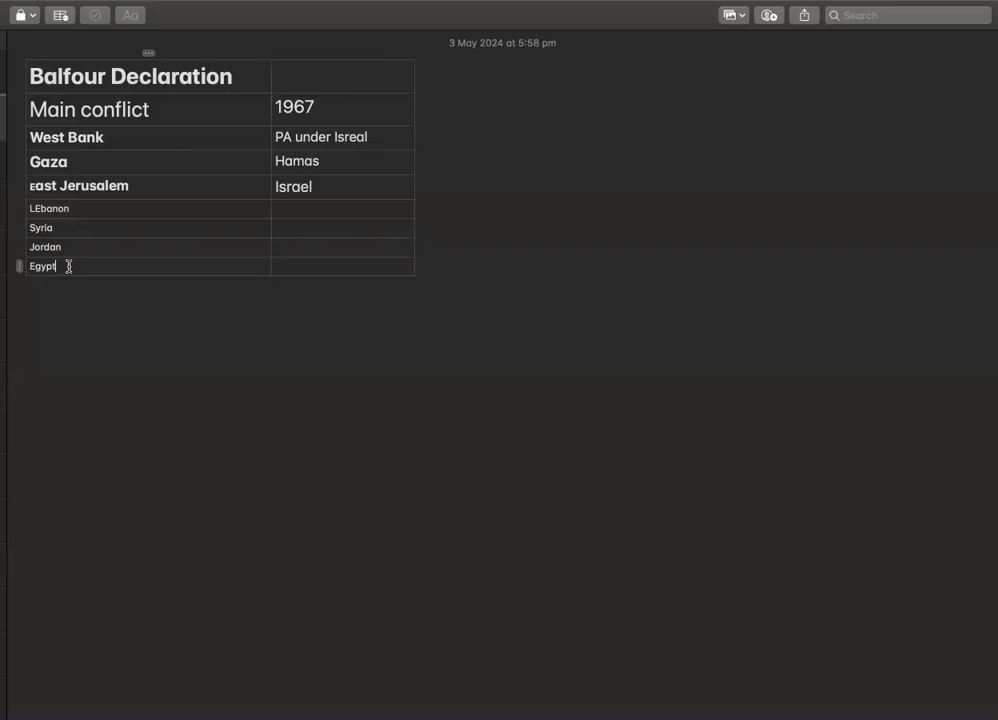 Aa
Search
3 May 2024 at 5:58 pm
Balfour Declaration
Main conflict 1967
West Bank PA under Isreal
Gaza Hamas
East Jerusalem Israel
LEbanon
Syria
Jordan
Egypt